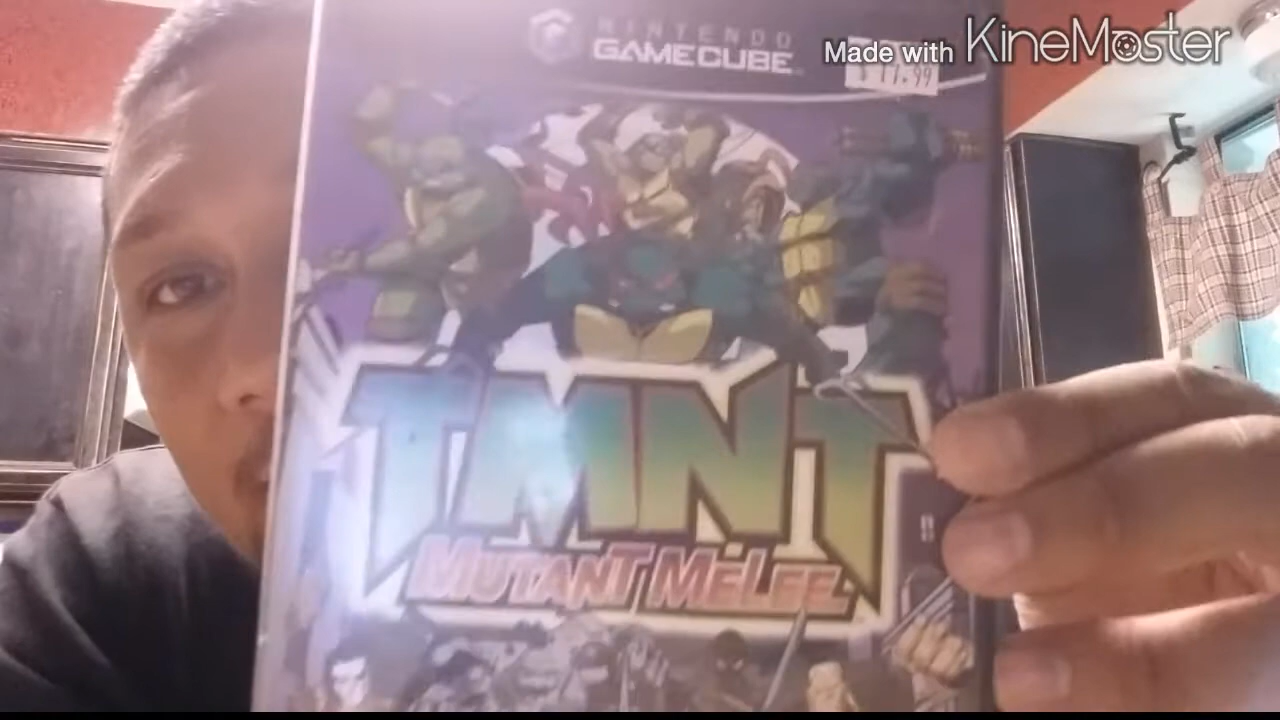 NINTENDO
GAMECUBE
Made with KineMaster
TMNT
MUTANT MELEE